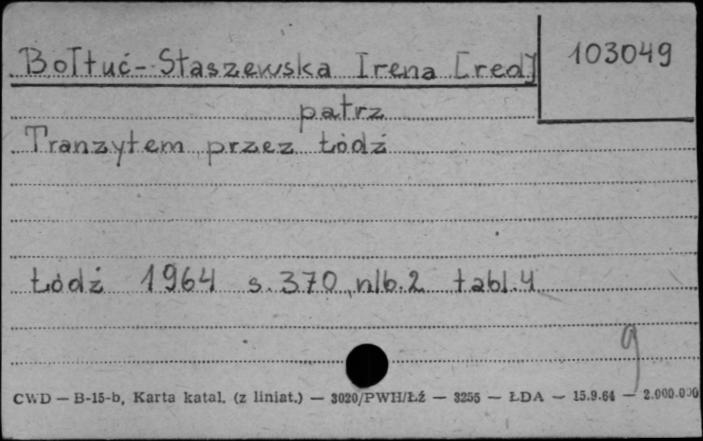 Bołtuć-Staszewska Irena [red]
103049
patrz
Tranzytem przez Łódź
Łódź 1964 s. 370, nlb. 2 tabl. 4
g
CWD — B-15-b, Karta katal. (z liniat.) — 3020/PWH/Łż — 3255 — ŁDA — 15.9.64 — 2.000.000